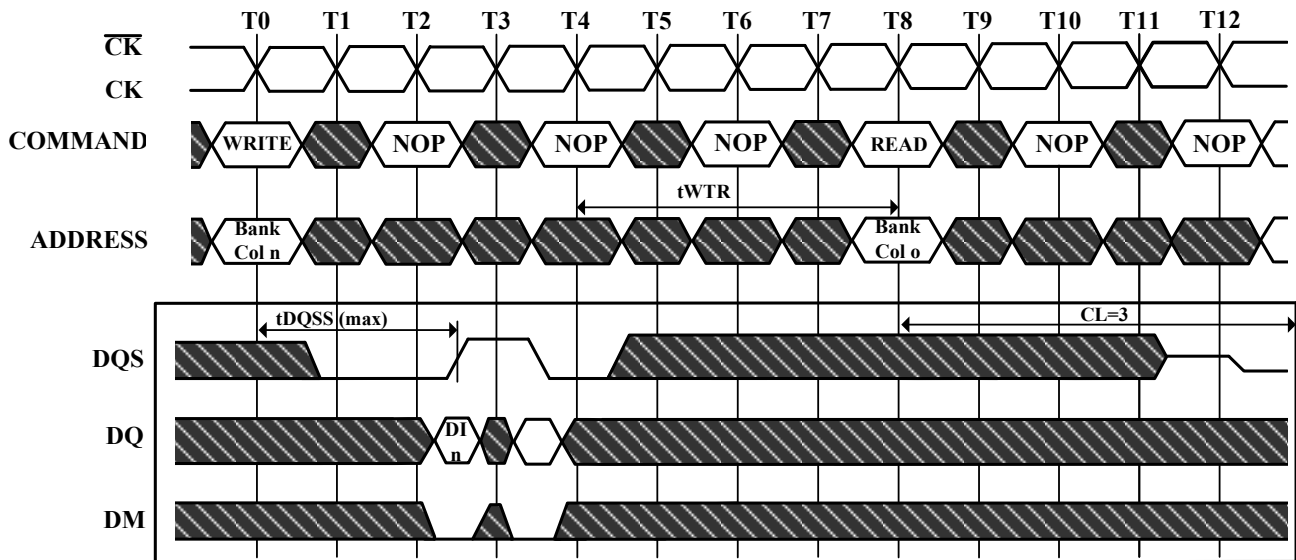 T0 T1 T2 T3 T4 T5 T6 T7 T8 T9 T10 T11 T12
CK
CK
COMMAND WRITE NOP NOP NOP READ NOP NOP
tWTR
ADDRESS Bank Col n Bank Col o
tDQSS (max) CL=3
DQS
DQ DI n
DM